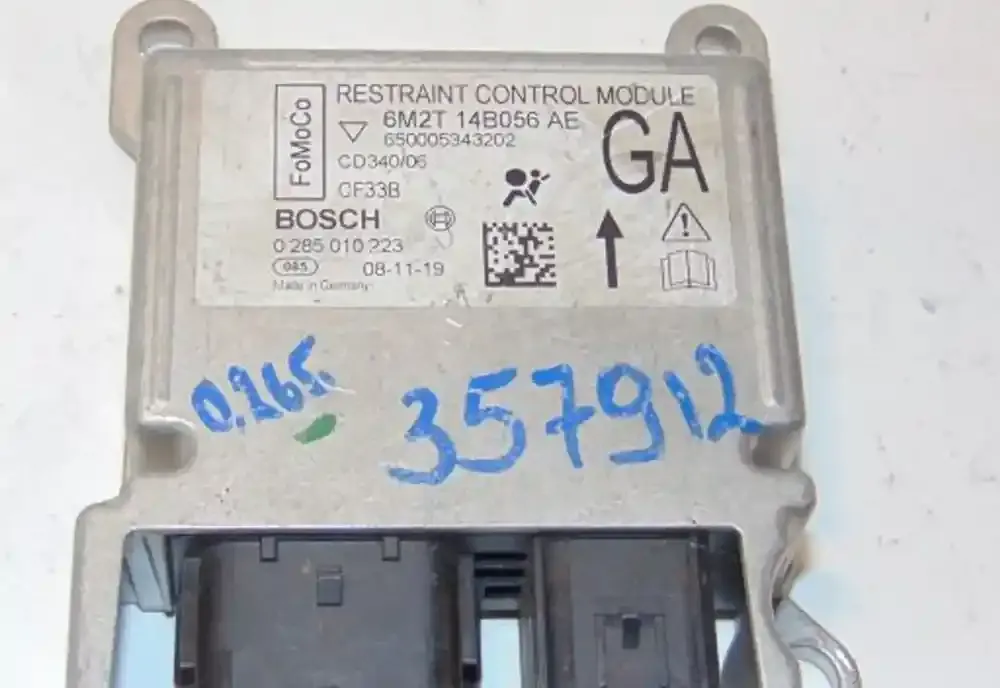 FoMoCo
RESTRAINT CONTROL MODULE
6M2T 14B056 AE
650005343202
CD340/06
CF33B
GA
BOSCH
0 285 010 223
085 08-11-19
Made in Germany
0.265.
357912